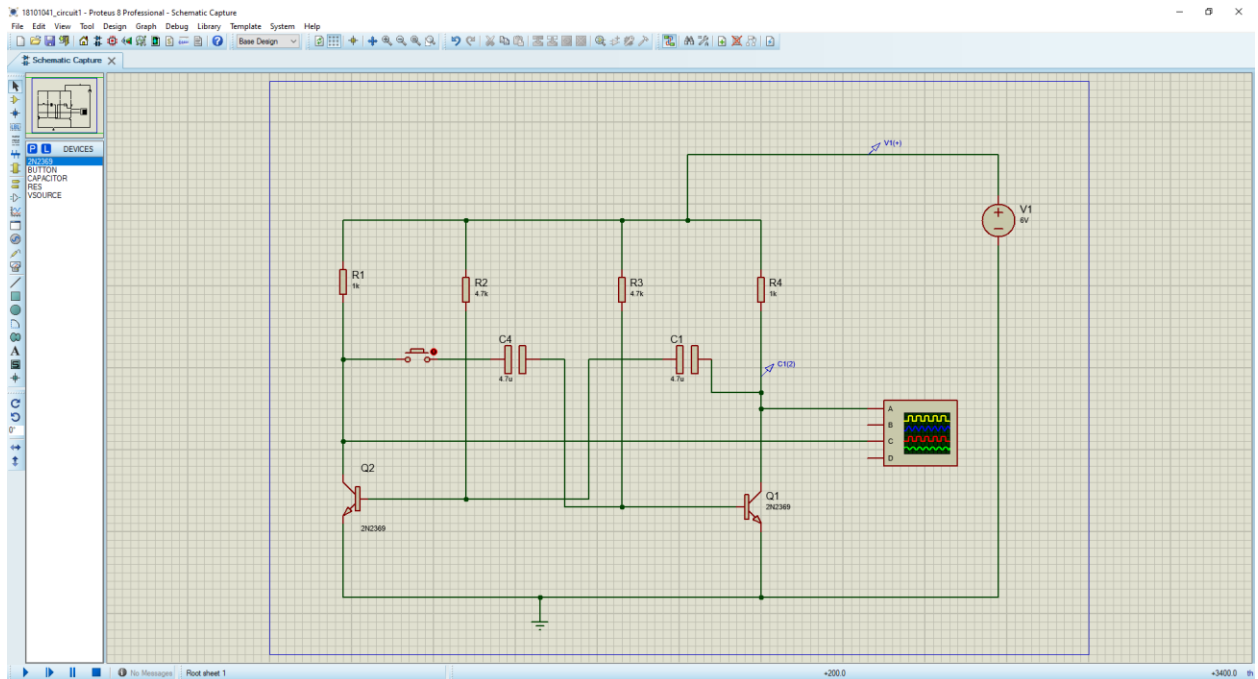 18101041_circuit1 - Proteus 8 Professional - Schematic Capture
File Edit View Tool Design Graph Debug Library Template System Help
Base Design
Schematic Capture
P L DEVICES
2N2369
BUTTON
CAPACITOR
RES
VSOURCE
V1(+)
V1
6V
R1
1k
R2
4.7k
R3
4.7k
R4
1k
C4
4.7u
C1
4.7u
C1(2)
A
B
C
D
Q2
2N2369
Q1
2N2369
0°
No Messages
Root sheet 1
+200.0
+3400.0
th